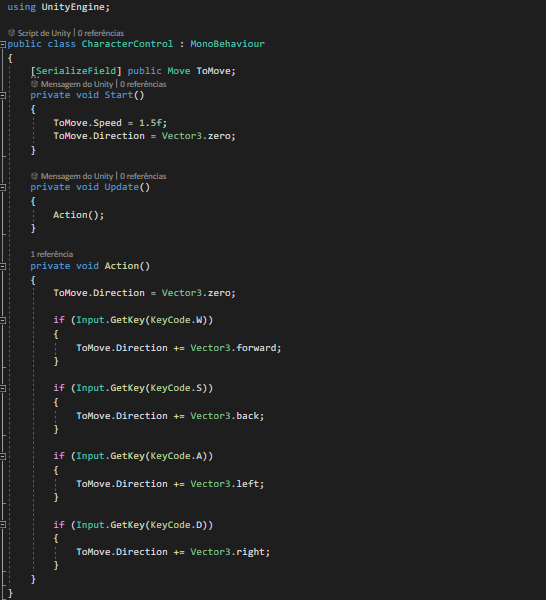 using UnityEngine;
Script de Unity | 0 referências
public class CharacterControl : MonoBehaviour
{
[SerializeField] public Move ToMove;
Mensagem do Unity | 0 referências
private void Start()
{
ToMove.Speed = 1.5f;
ToMove.Direction = Vector3.zero;
}
Mensagem do Unity | 0 referências
private void Update()
{
Action();
}
1 referência
private void Action()
{
ToMove.Direction = Vector3.zero;
if (Input.GetKey(KeyCode.W))
{
ToMove.Direction += Vector3.forward;
}
if (Input.GetKey(KeyCode.S))
{
ToMove.Direction += Vector3.back;
}
if (Input.GetKey(KeyCode.A))
{
ToMove.Direction += Vector3.left;
}
if (Input.GetKey(KeyCode.D))
{
ToMove.Direction += Vector3.right;
}
}
}